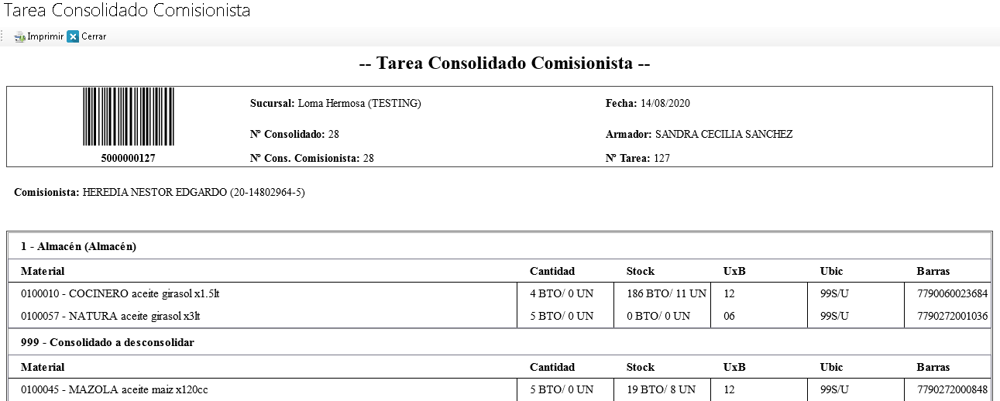 Tarea Consolidado Comisionista
Imprimir Cerrar
-- Tarea Consolidado Comisionista --
Sucursal: Loma Hermosa (TESTING) Fecha: 14/08/2020
Nº Consolidado: 28 Armador: SANDRA CECILIA SANCHEZ
5000000127 Nº Cons. Comisionista: 28 Nº Tarea: 127
Comisionista: HEREDIA NESTOR EDGARDO (20-14802964-5)
1 - Almacén (Almacén)
Material Cantidad Stock UxB Ubic Barras
0100010 - COCINERO aceite girasol x1.5lt 4 BTO/ 0 UN 186 BTO/ 11 UN 12 99S/U 7790060023684
0100057 - NATURA aceite girasol x3lt 5 BTO/ 0 UN 0 BTO/ 0 UN 06 99S/U 7790272001036
999 - Consolidado a desconsolidar
Material Cantidad Stock UxB Ubic Barras
0100045 - MAZOLA aceite maiz x120cc 5 BTO/ 0 UN 19 BTO/ 8 UN 12 99S/U 7790272000848